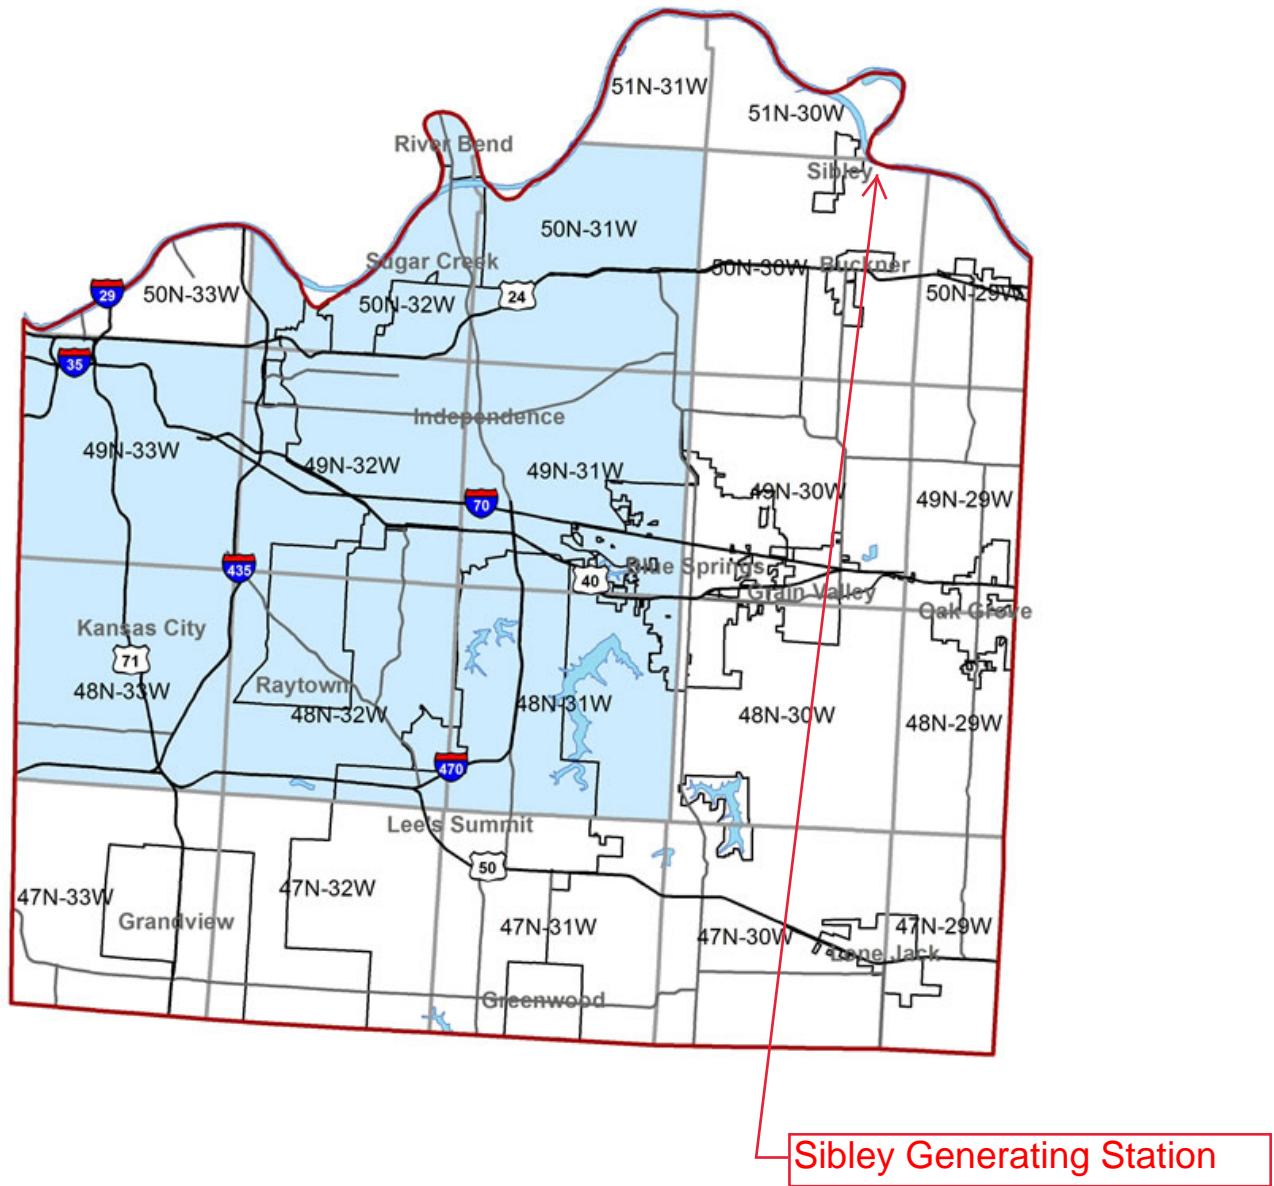 51N-31W
51N-30W
River Bend
Sibley
50N-31W
Sugar Creek
50N-30W
Buckner
29
50N-33W
50N-32W
24
50N-29W
35
Independence
49N-33W
49N-32W
49N-31W
49N-30W
49N-29W
70
435
40
Blue Springs
Grain Valley
Oak Grove
Kansas City
71
48N-33W
Raytown
48N-32W
48N-31W
48N-30W
48N-29W
470
Lee's Summit
50
47N-33W
47N-32W
Grandview
47N-31W
47N-30W
47N-29W
Lone Jack
Greenwood
Sibley Generating Station